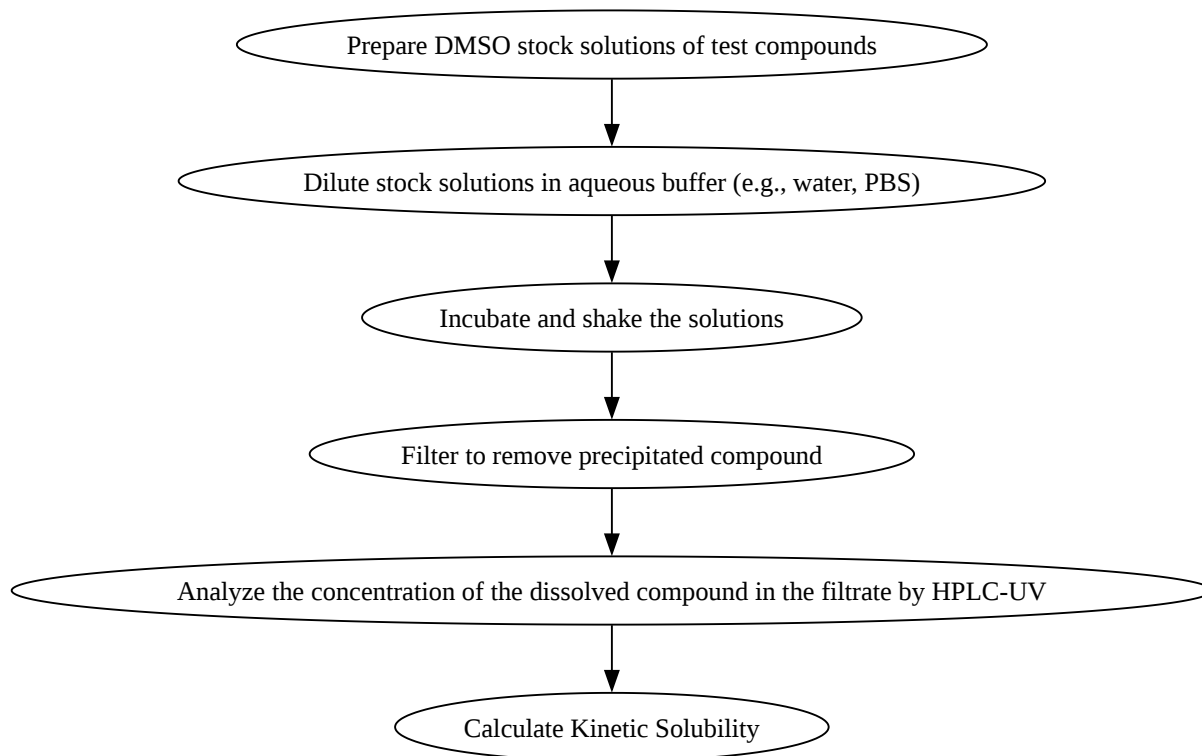 Prepare DMSO stock solutions of test compounds
Dilute stock solutions in aqueous buffer (e.g., water, PBS)
Incubate and shake the solutions
Filter to remove precipitated compound
Analyze the concentration of the dissolved compound in the filtrate by HPLC-UV
Calculate Kinetic Solubility